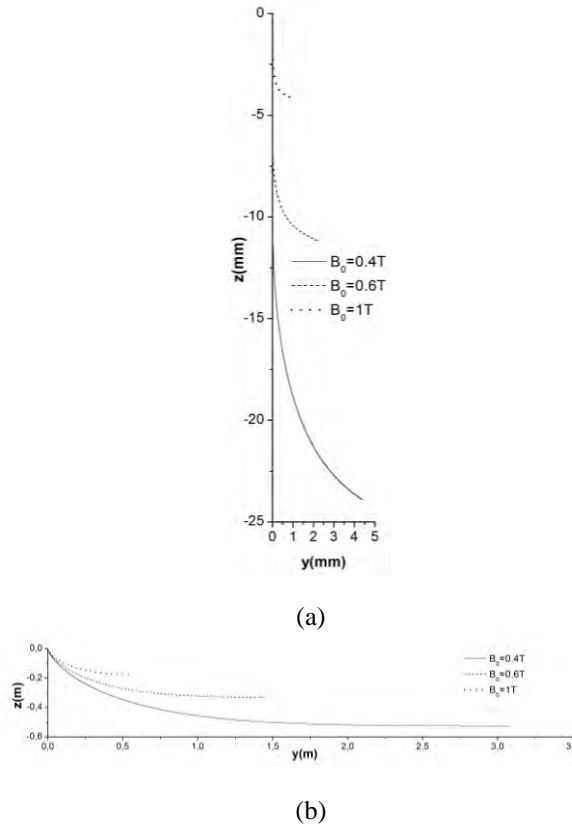 0
-5
-10
-15
-20
-25
z(mm)
B₀=0.4T
B₀=0.6T
B₀=1T
0 1 2 3 4 5
y(mm)
(a)
0,0
-0,2
-0,4
-0,6
z(m)
B₀=0.4T
B₀=0.6T
B₀=1T
0,0 0,5 1,0 1,5 2,0 2,5 3,0 3,5
y(m)
(b)